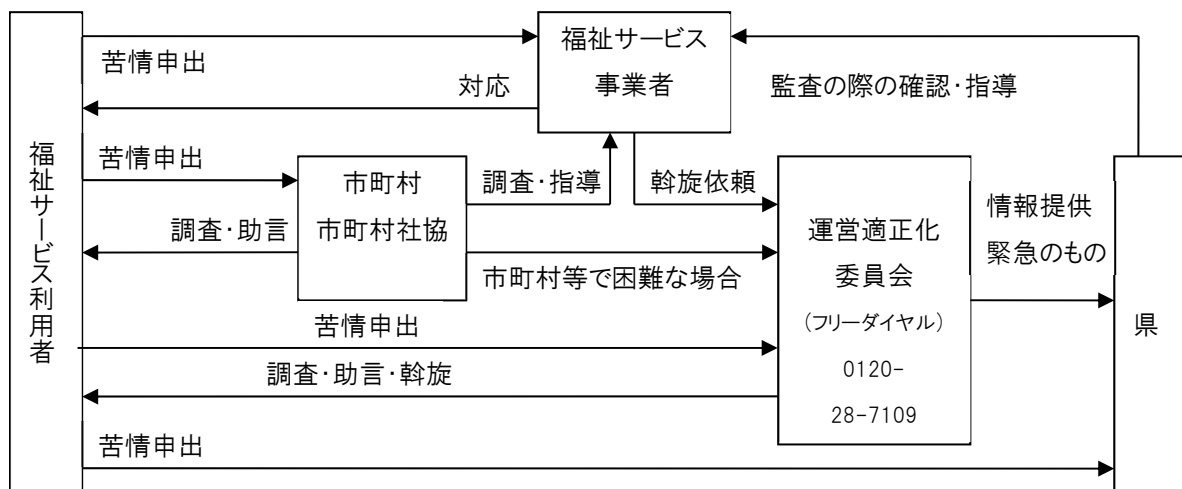 福祉サービス利用者
苦情申出
対応
福祉サービス
事業者
監査の際の確認・指導
苦情申出
調査・助言
市町村
市町村社協
調査・指導
斡旋依頼
市町村等で困難な場合
苦情申出
調査・助言・斡旋
運営適正化
委員会
(フリーダイヤル)
0120-
28-7109
情報提供
緊急のもの
県
苦情申出